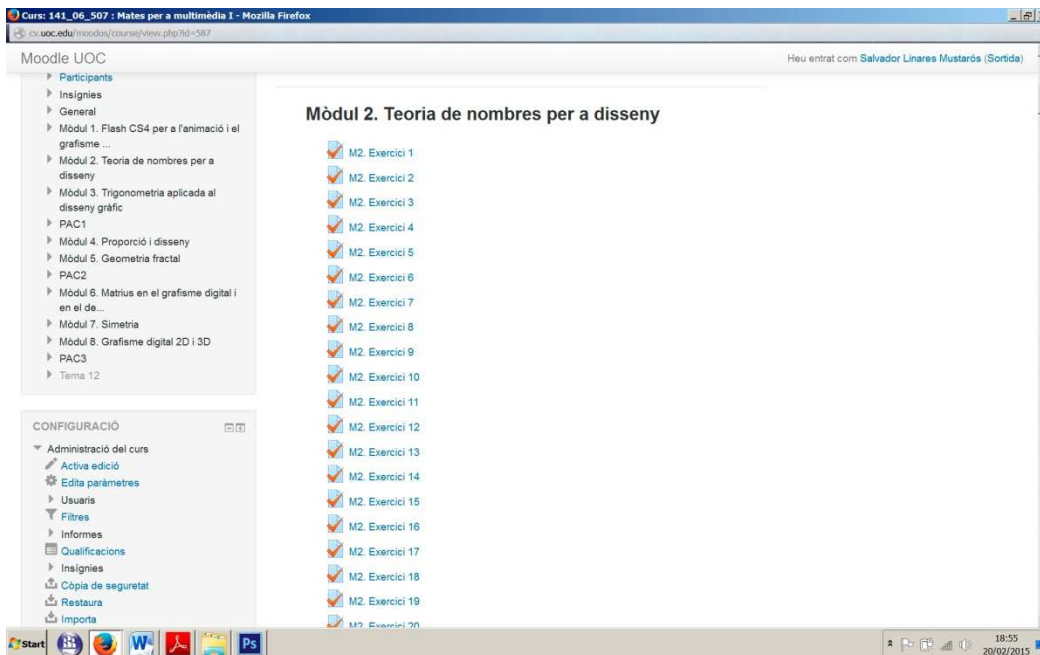 Curs: 141_06_507 : Mates per a multimèdia I - Mozilla Firefox
cv.uoc.edu/moodos/course/view.php?id=587
Moodle UOC
Heu entrat com Salvador Linares Mustarós (Sortida)
Participants
Insígnies
General
Mòdul 1. Flash CS4 per a l'animació i el
grafisme ...
Mòdul 2. Teoria de nombres per a
disseny
Mòdul 3. Trigonometria aplicada al
disseny gràfic
PAC1
Mòdul 4. Proporció i disseny
Mòdul 5. Geometria fractal
PAC2
Mòdul 6. Matrius en el grafisme digital i
en el de...
Mòdul 7. Simetria
Mòdul 8. Grafisme digital 2D i 3D
PAC3
Tema 12
CONFIGURACIÓ
Administració del curs
Activa edició
Edita paràmetres
Usuaris
Filtres
Informes
Qualificacions
Insígnies
Còpia de seguretat
Restaura
Importa
Mòdul 2. Teoria de nombres per a disseny
M2. Exercici 1
M2. Exercici 2
M2. Exercici 3
M2. Exercici 4
M2. Exercici 5
M2. Exercici 6
M2. Exercici 7
M2. Exercici 8
M2. Exercici 9
M2. Exercici 10
M2. Exercici 11
M2. Exercici 12
M2. Exercici 13
M2. Exercici 14
M2. Exercici 15
M2. Exercici 16
M2. Exercici 17
M2. Exercici 18
M2. Exercici 19
M2. Exercici 20
Start
W
Ps
18:55
20/02/2015